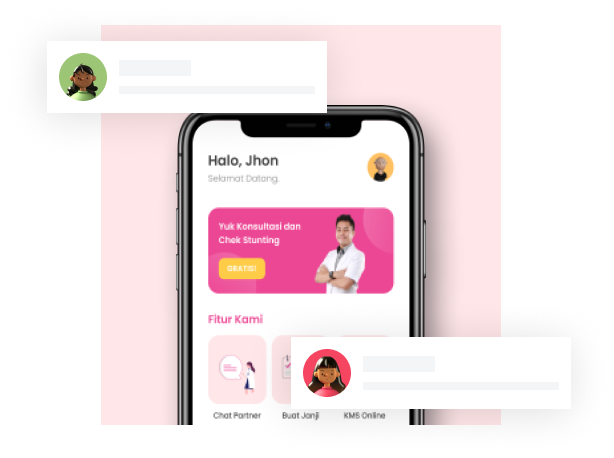 Halo, Jhon
Selamat Datang.
Yuk Konsultasi dan
Chek Stunting
GRATIS!
Fitur Kami
Chat Partner
Buat Janji
KMS Online